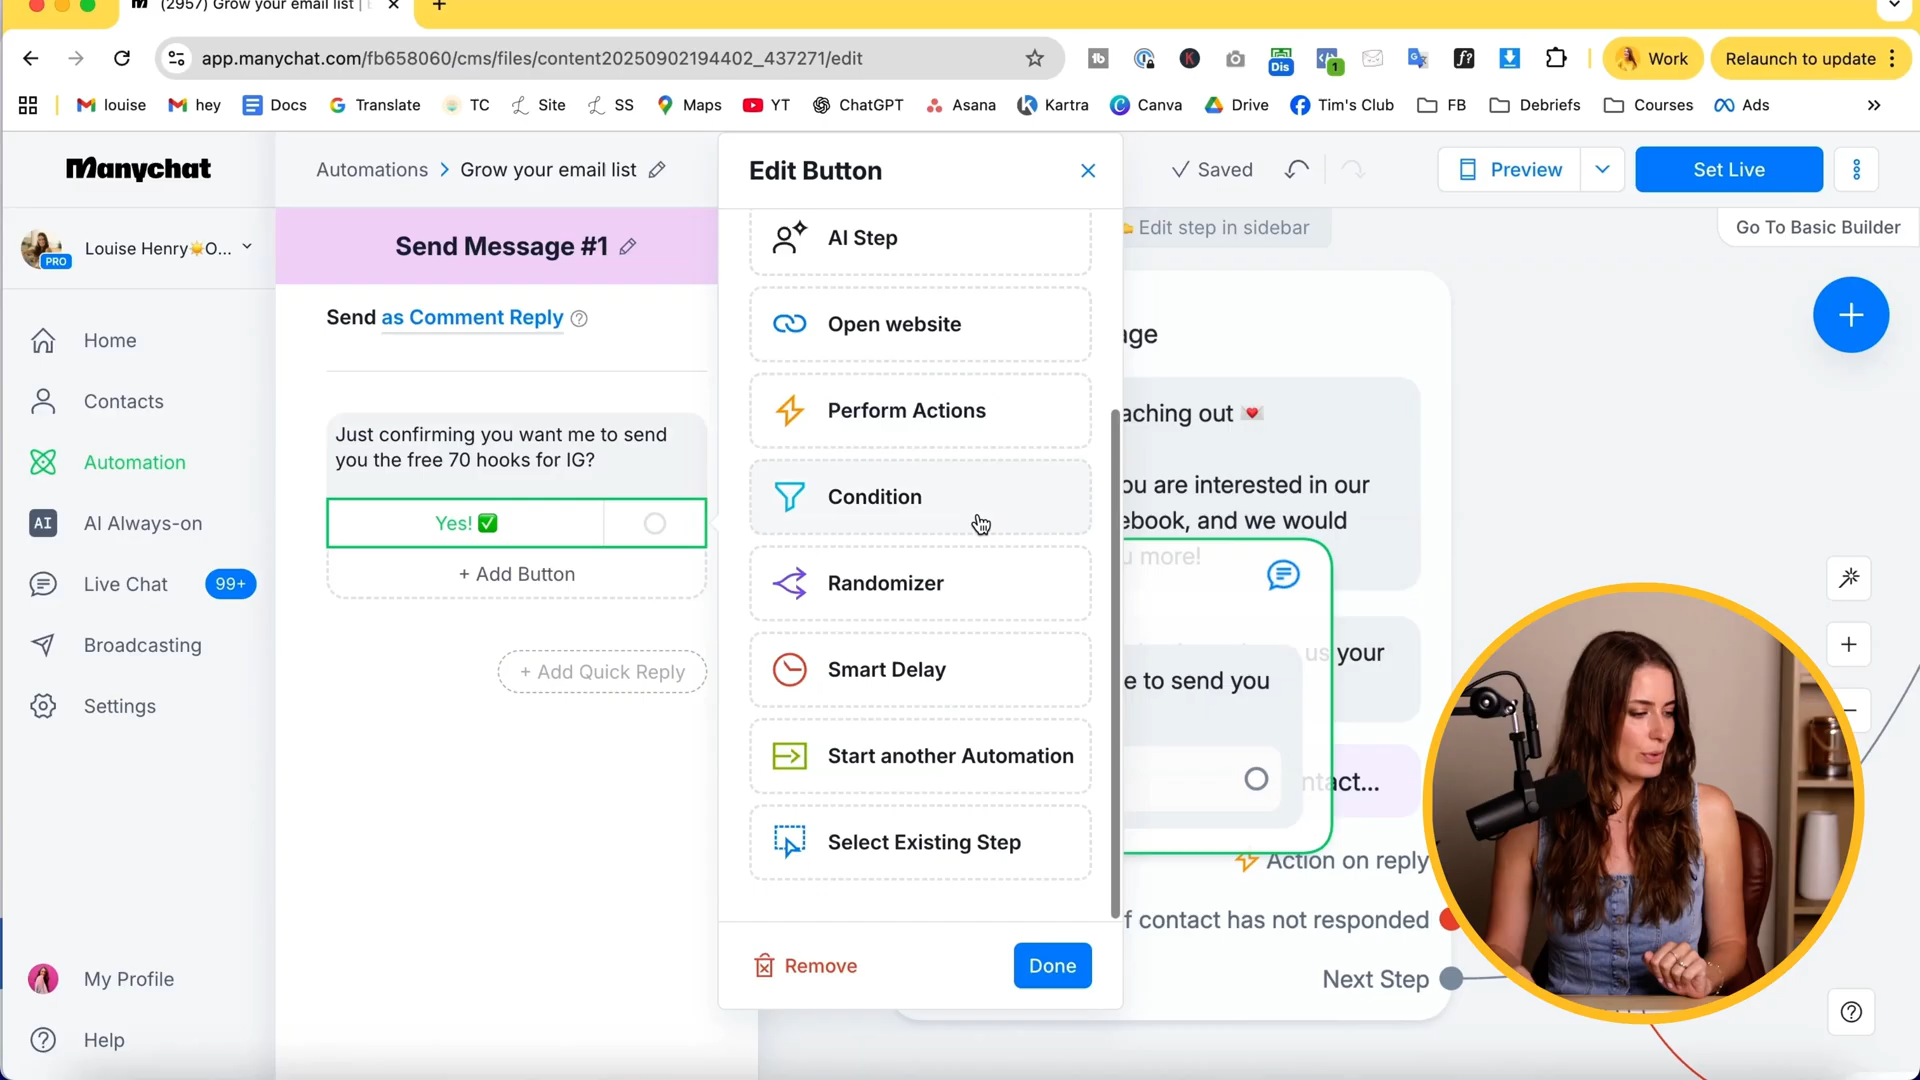 (2957) Grow your email list |
app.manychat.com/fb658060/cms/files/content20250902194402_437271/edit
Dis
1
Work
Relaunch to update
louise
hey
Docs
Translate
TC
Site
SS
Maps
YT
ChatGPT
Asana
Kartra
Canva
Drive
Tim's Club
FB
Debriefs
Courses
Ads
Manychat
Automations > Grow your email list
Edit Button
Saved
Preview
Set Live
Louise Henry☀️O...
PRO
Send Message #1
Edit step in sidebar
Go To Basic Builder
Home
Contacts
Automation
AI
AI Always-on
Live Chat
99+
Broadcasting
Settings
My Profile
Help
Send as Comment Reply
Just confirming you want me to send
you the free 70 hooks for IG?
Yes! ✅
+ Add Button
+ Add Quick Reply
AI Step
Open website
Perform Actions
Condition
Randomizer
Smart Delay
Start another Automation
Select Existing Step
Remove
Done
aching out 💌
ou are interested in our
ebook, and we would
u more!
us your
e to send you
ntact...
Action on reply
f contact has not responded
Next Step